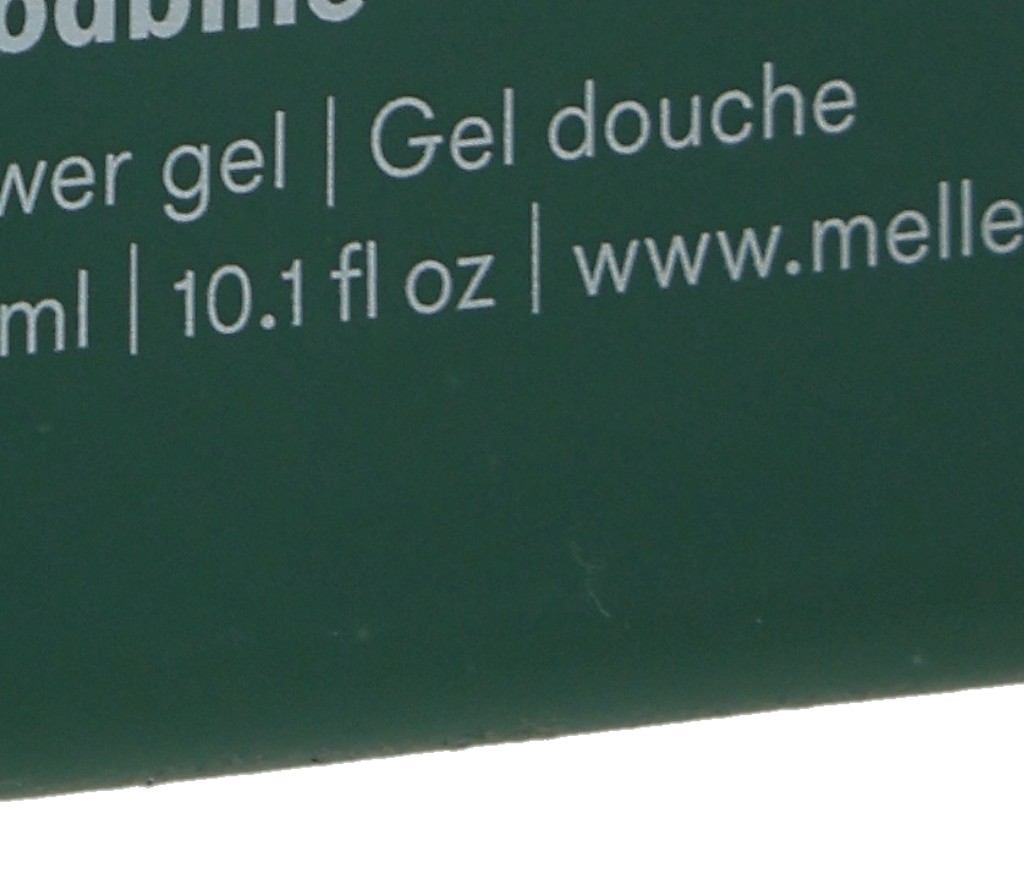 wer gel | Gel douche
ml | 10.1 fl oz | www.melle